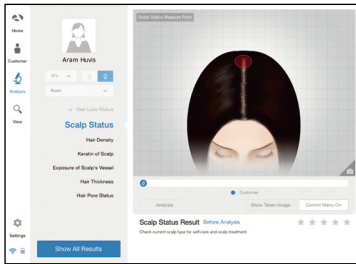 Home
Customer
Analysis
View
Settings
Aram Huvis
20's
Asian
Hair Loss Status
Scalp Status
Hair Density
Keratin of Scalp
Exposure of Scalp's Vessel
Hair Thickness
Hair Pore Status
Show All Results
Scalp Status Measure Point
Customer
Analysis
Show Taken Image
Control Menu On
Scalp Status Result Before Analysis
Check current scalp type for self-care and scalp treatment.